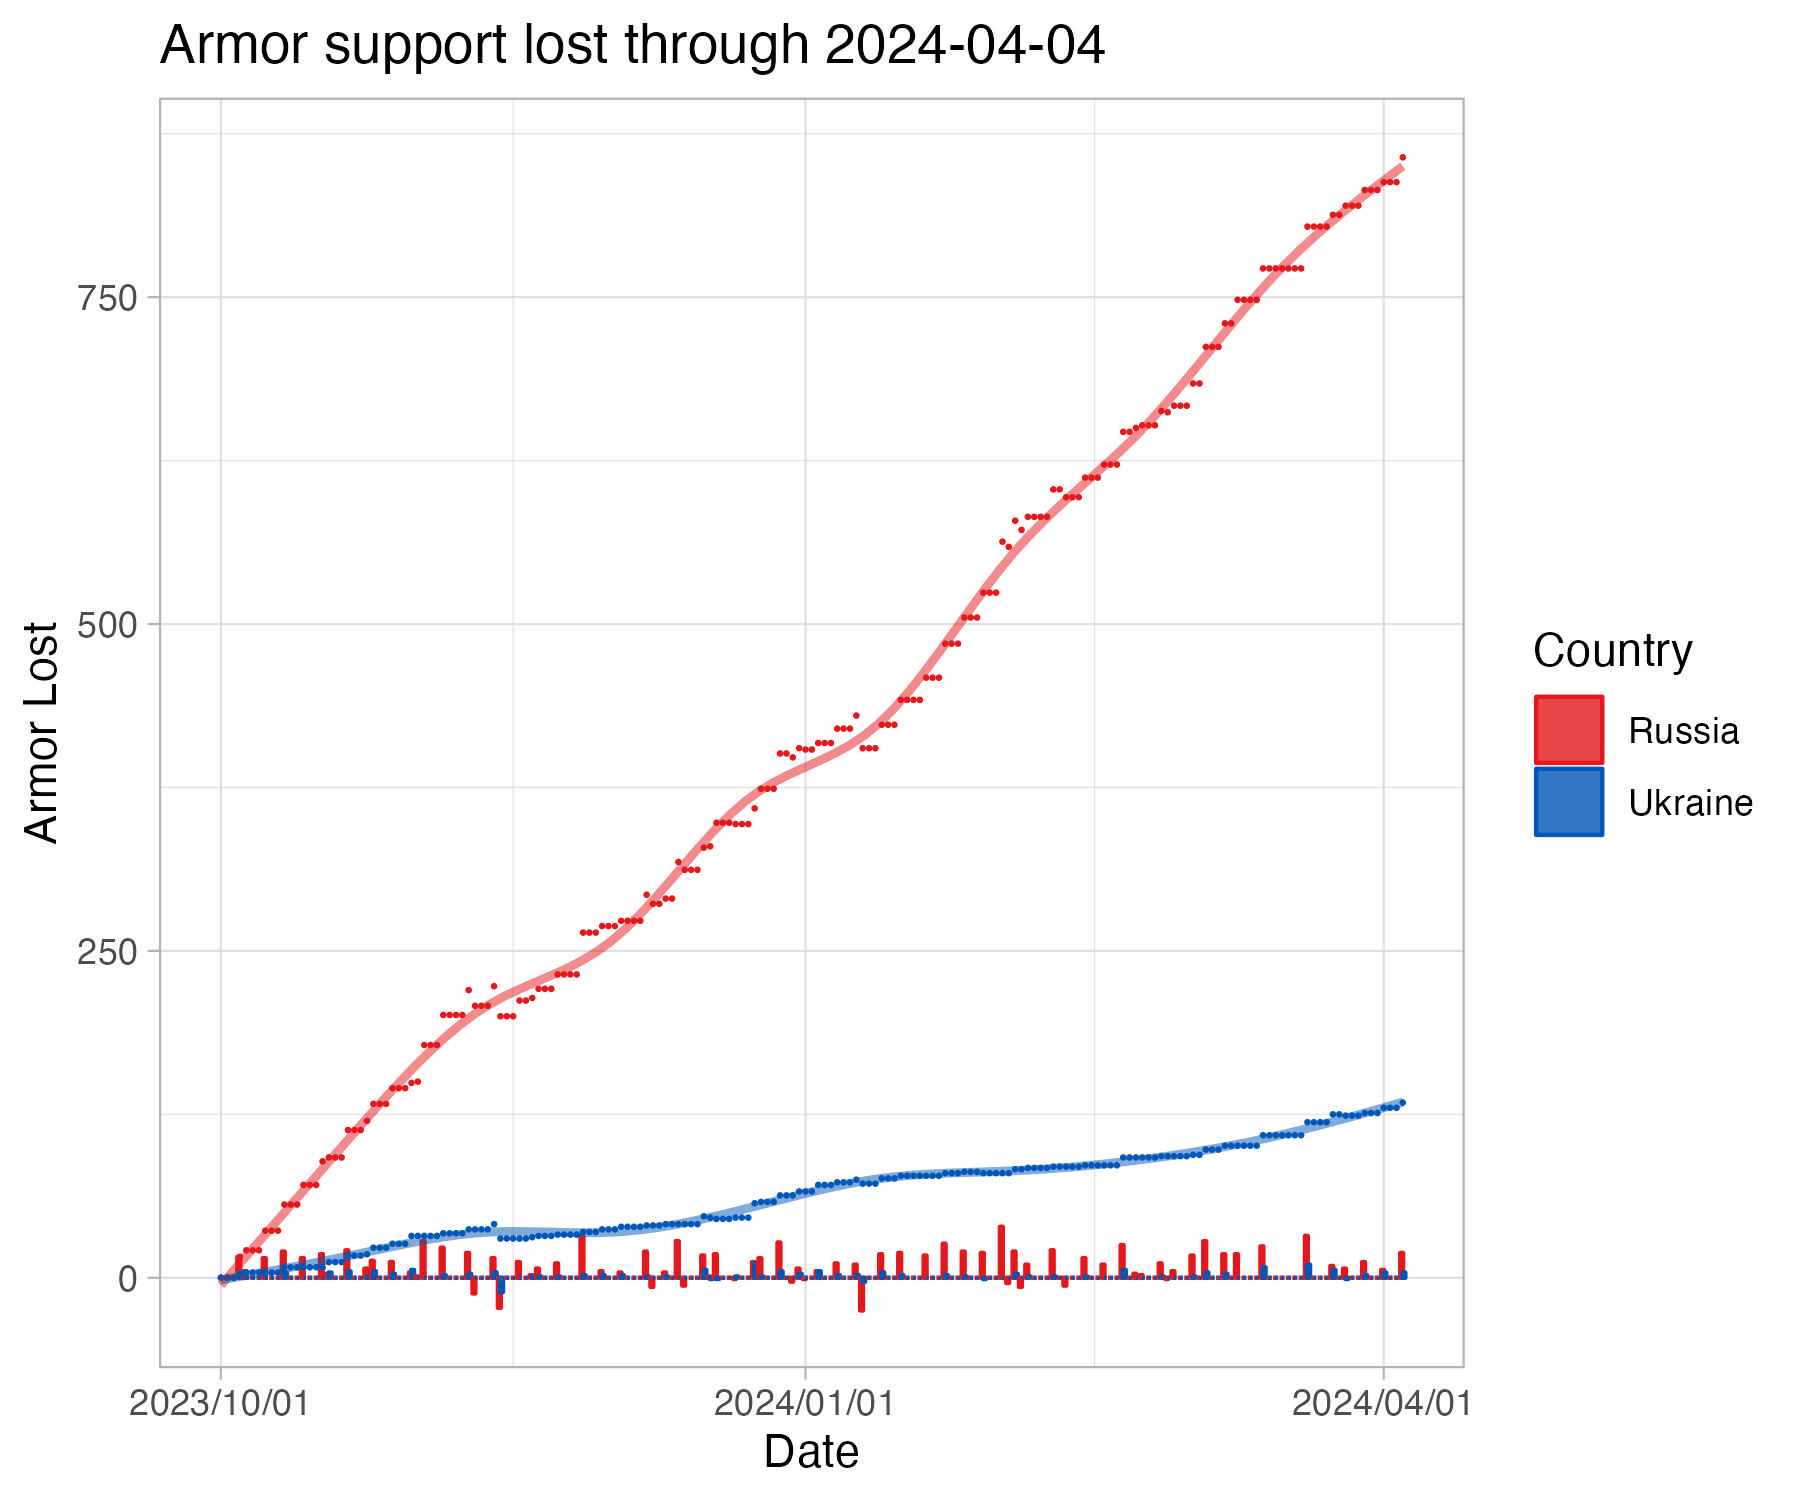 Armor support lost through 2024-04-04
Armor Lost
750
500
250
0
2023/10/01
2024/01/01
2024/04/01
Date
Country
Russia
Ukraine